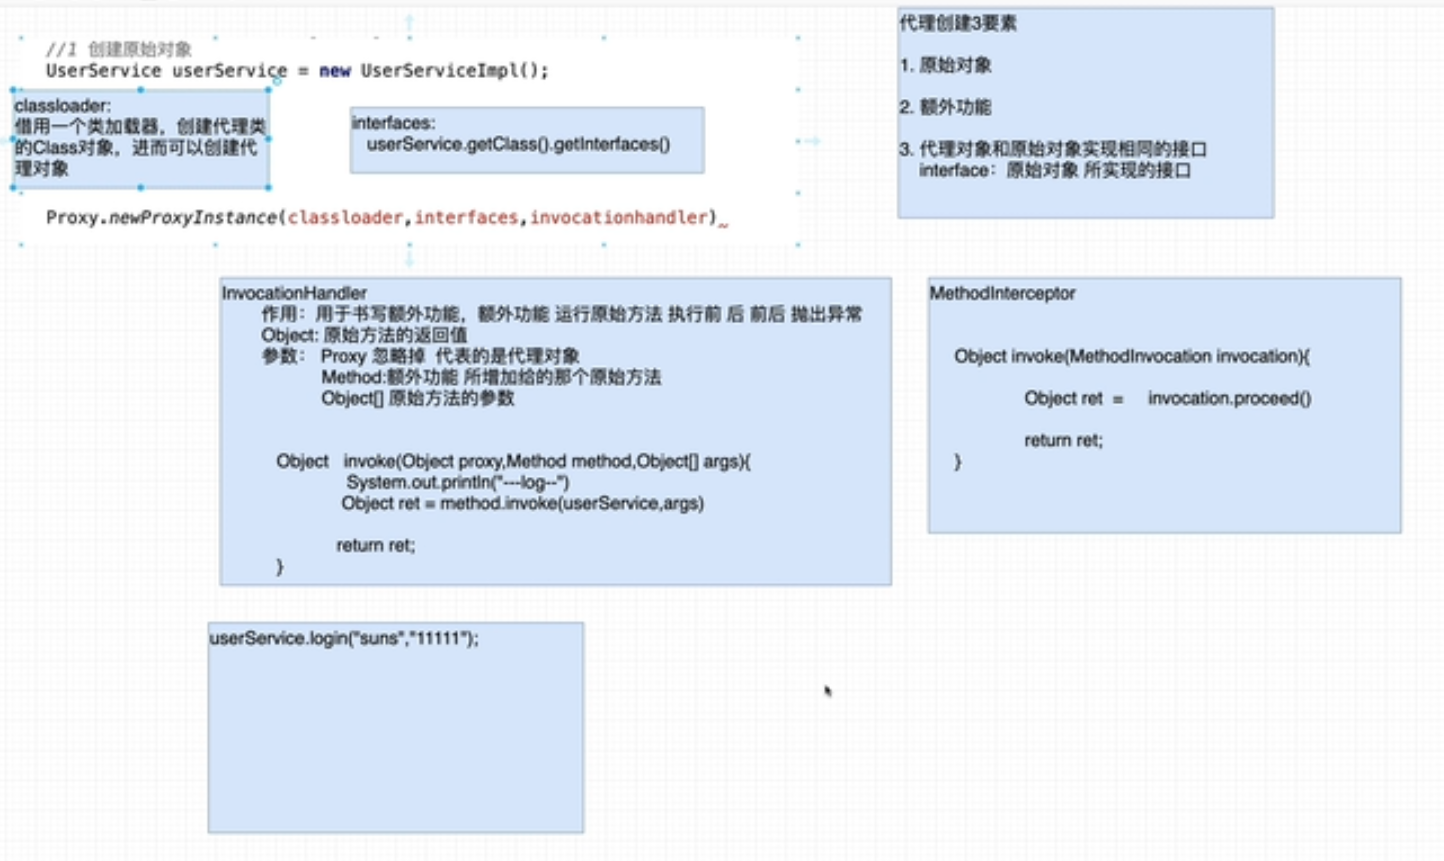 //1 创建原始对象
UserService userService = new UserServiceImpl();
classloader:
借用一个类加载器，创建代理类
的Class对象，进而可以创建代
理对象
interfaces:
userService.getClass().getInterfaces()
Proxy.newProxyInstance(classloader,interfaces,invocationhandler)
代理创建3要素
1. 原始对象
2. 额外功能
3. 代理对象和原始对象实现相同的接口
interface：原始对象 所实现的接口
InvocationHandler
作用：用于书写额外功能，额外功能 运行原始方法 执行前 后 前后 抛出异常
Object: 原始方法的返回值
参数： Proxy 忽略掉 代表的是代理对象
Method:额外功能 所增加给的那个原始方法
Object[] 原始方法的参数
Object invoke(Object proxy,Method method,Object[] args){
System.out.println("---log--")
Object ret = method.invoke(userService,args)
return ret;
}
MethodInterceptor
Object invoke(MethodInvocation invocation){
Object ret = invocation.proceed()
return ret;
}
userService.login("suns","11111");